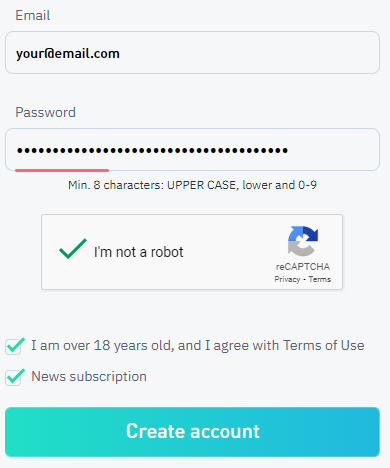 Email
your@email.com
Password
••••••••••••••••••••••••••••••••••••••
Min. 8 characters: UPPER CASE, lower and 0-9
I'm not a robot
reCAPTCHA
Privacy - Terms
I am over 18 years old, and I agree with Terms of Use
News subscription
Create account